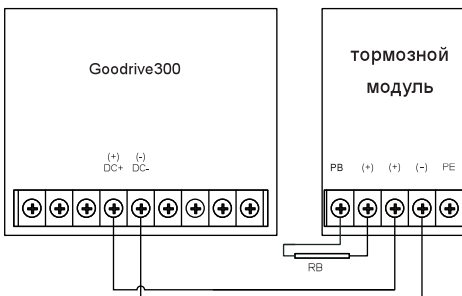 Goodrive300
тормозной
модуль
(+) (-)
DC+ DC-
PB (+) (+) (-) PE
RB